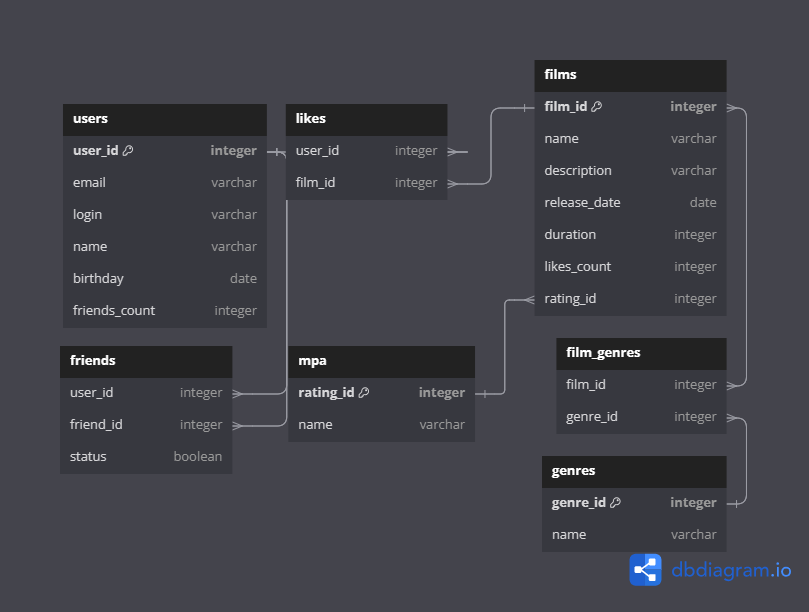 users
user_id integer
email varchar
login varchar
name varchar
birthday date
friends_count integer
likes
user_id integer
film_id integer
films
film_id integer
name varchar
description varchar
release_date date
duration integer
likes_count integer
rating_id integer
friends
user_id integer
friend_id integer
status boolean
mpa
rating_id integer
name varchar
film_genres
film_id integer
genre_id integer
genres
genre_id integer
name varchar
dbdiagram.io